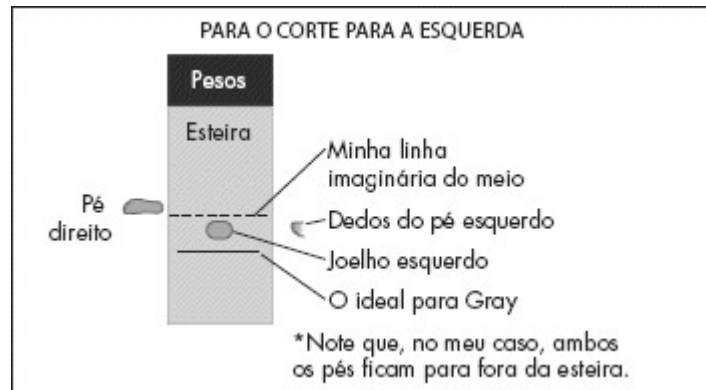 PARA O CORTE PARA A ESQUERDA
Pesos
Esteira
Minha linha
imaginária do meio
Pé
direito
Dedos do pé esquerdo
Joelho esquerdo
O ideal para Gray
*Note que, no meu caso, ambos
os pés ficam para fora da esteira.